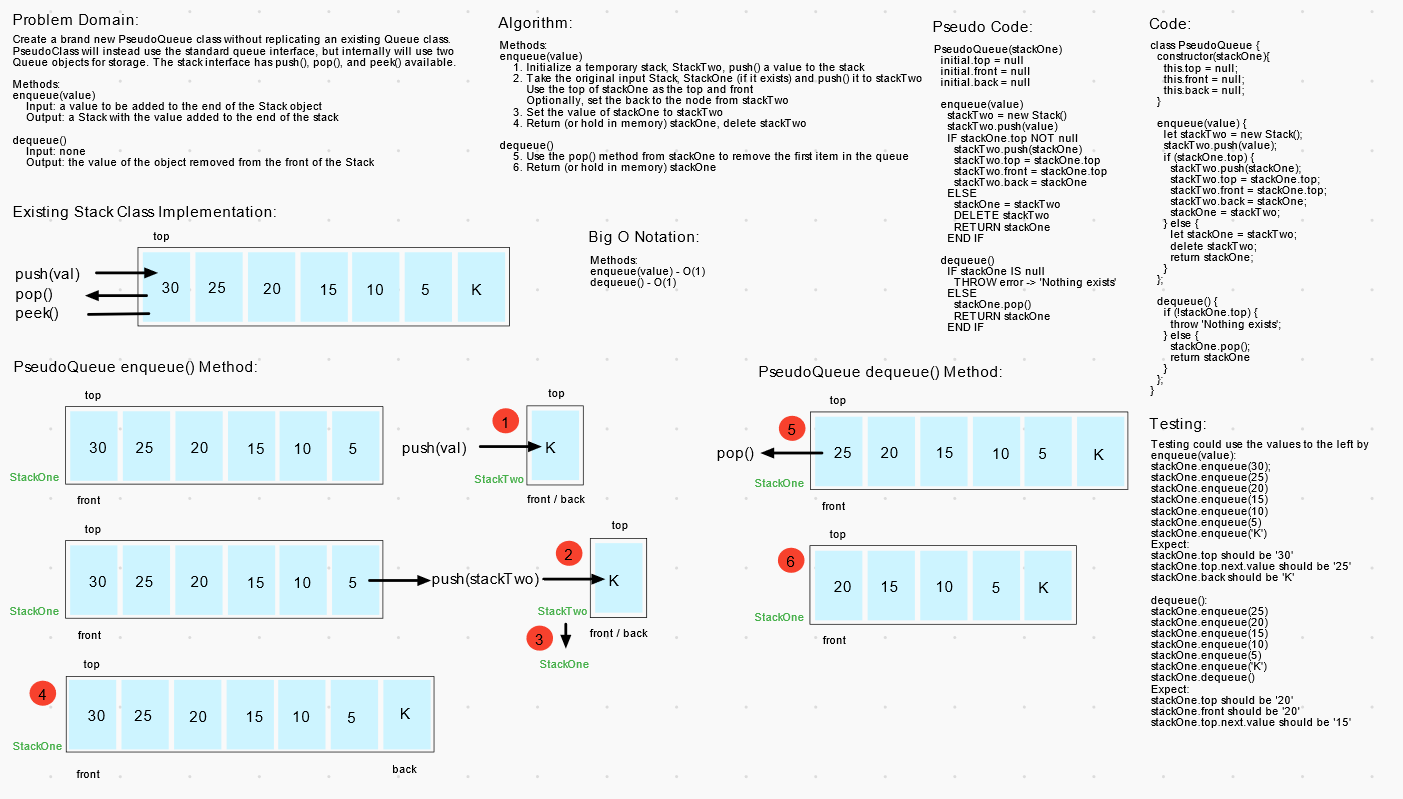 Problem Domain:
Create a brand new PseudoQueue class without replicating an existing Queue class.
PseudoClass will instead use the standard queue interface, but internally will use two
Queue objects for storage. The stack interface has push(), pop(), and peek() available.
Methods:
enqueue(value)
Input: a value to be added to the end of the Stack object
Output: a Stack with the value added to the end of the stack
dequeue()
Input: none
Output: the value of the object removed from the front of the Stack
Algorithm:
Methods:
enqueue(value)
1. Initialize a temporary stack, StackTwo, push() a value to the stack
2. Take the original input Stack, StackOne (if it exists) and push() it to stackTwo
Use the top of stackOne as the top and front
Optionally, set the back to the node from stackTwo
3. Set the value of stackOne to stackTwo
4. Return (or hold in memory) stackOne, delete stackTwo
dequeue()
5. Use the pop() method from stackOne to remove the first item in the queue
6. Return (or hold in memory) stackOne
Pseudo Code:
PseudoQueue(stackOne)
initial.top = null
initial.front = null
initial.back = null
enqueue(value)
stackTwo = new Stack()
stackTwo.push(value)
IF stackOne.top NOT null
stackTwo.push(stackOne)
stackTwo.top = stackOne.top
stackTwo.front = stackOne.top
stackTwo.back = stackOne
ELSE
stackOne = stackTwo
DELETE stackTwo
RETURN stackOne
END IF
dequeue()
IF stackOne IS null
THROW error -> 'Nothing exists'
ELSE
stackOne.pop()
RETURN stackOne
END IF
Code:
class PseudoQueue {
constructor(stackOne){
this.top = null;
this.front = null;
this.back = null;
}
enqueue(value) {
let stackTwo = new Stack();
stackTwo.push(value);
if (stackOne.top) {
stackTwo.push(stackOne);
stackTwo.top = stackOne.top;
stackTwo.front = stackOne.top;
stackTwo.back = stackOne;
stackOne = stackTwo;
} else {
let stackOne = stackTwo;
delete stackTwo;
return stackOne;
}
};
dequeue() {
if (!stackOne.top) {
throw 'Nothing exists';
} else {
stackOne.pop();
return stackOne
}
};
}
Existing Stack Class Implementation:
top
push(val)
pop()
peek()
30 25 20 15 10 5 K
Big O Notation:
Methods:
enqueue(value) - O(1)
dequeue() - O(1)
PseudoQueue enqueue() Method:
top
30 25 20 15 10 5
StackOne
front
push(val)
1
top
K
StackTwo
front / back
top
30 25 20 15 10 5
StackOne
front
push(stackTwo)
2
top
K
StackTwo
front / back
3
StackOne
top
4
30 25 20 15 10 5 K
StackOne
front
back
PseudoQueue dequeue() Method:
top
5
pop()
25 20 15 10 5 K
StackOne
front
top
6
20 15 10 5 K
StackOne
front
Testing:
Testing could use the values to the left by
enqueue(value):
stackOne.enqueue(30);
stackOne.enqueue(25)
stackOne.enqueue(20)
stackOne.enqueue(15)
stackOne.enqueue(10)
stackOne.enqueue(5)
stackOne.enqueue('K')
Expect:
stackOne.top should be '30'
stackOne.top.next.value should be '25'
stackOne.back should be 'K'
dequeue():
stackOne.enqueue(25)
stackOne.enqueue(20)
stackOne.enqueue(15)
stackOne.enqueue(10)
stackOne.enqueue(5)
stackOne.enqueue('K')
stackOne.dequeue()
Expect:
stackOne.top should be '20'
stackOne.front should be '20'
stackOne.top.next.value should be '15'